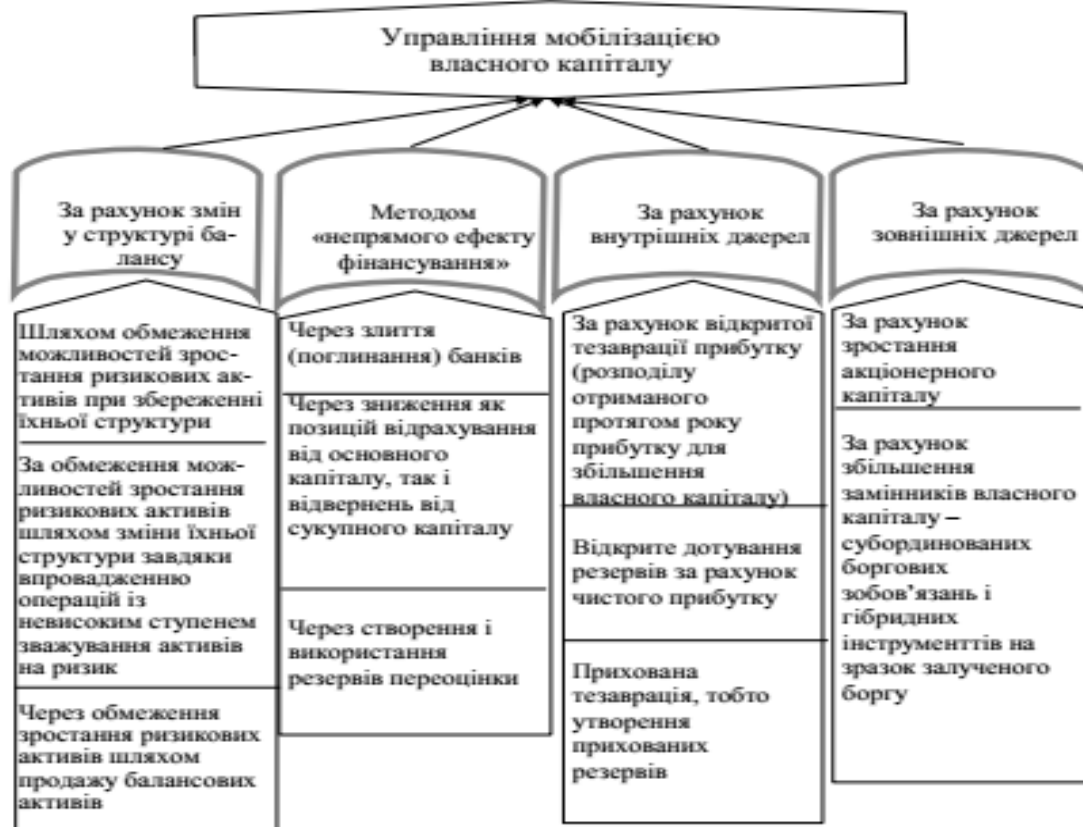 Управління мобілізацією
власного капіталу
За рахунок змін
у структурі ба-
лансу
Методом
«непрямого ефекту
фінансування»
За рахунок
внутрішніх джерел
За рахунок
зовнішніх джерел
Шляхом обмеження
можливостей зрос-
тання ризикових ак-
тивів при збереженні
їхньої структури
За обмеження мож-
ливостей зростання
ризикових активів
шляхом зміни їхньої
структури завдяки
впровадженню
операцій із
невисоким ступенем
зважування активів
на ризик
Через обмеження
зростання ризикових
активів шляхом
продажу балансових
активів
Через злиття
(поглинання) банків
Через зниження як
позицій відрахування
від основного
капіталу, так і
відвернень від
сукупного капіталу
Через створення і
використання
резервів переоцінки
За рахунок відкритої
тезаврації прибутку
(розподілу
отриманого
протягом року
прибутку для
збільшення
власного капіталу)
Відкрите дотування
резервів за рахунок
чистого прибутку
Прихована
тезаврація, тобто
утворення
прихованих
резервів
За рахунок
зростання
акціонерного
капіталу
За рахунок
збільшення
замінників власного
капіталу –
субординованих
боргових
зобов’язань і
гібридних
інструменттів на
зразок залученого
боргу